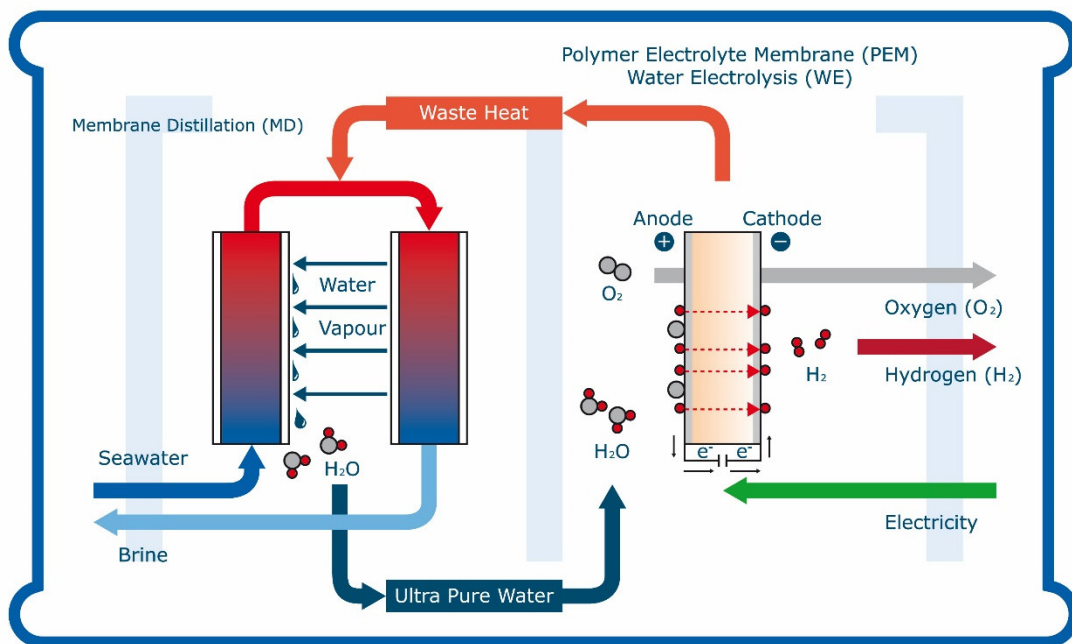 Polymer Electrolyte Membrane (PEM)
Water Electrolysis (WE)
Membrane Distillation (MD)
Waste Heat
Anode
Cathode
+
−
Water
Vapour
O₂
Oxygen (O₂)
H₂
Hydrogen (H₂)
Seawater
H₂O
H₂O
e⁻
e⁻
Electricity
Brine
Ultra Pure Water